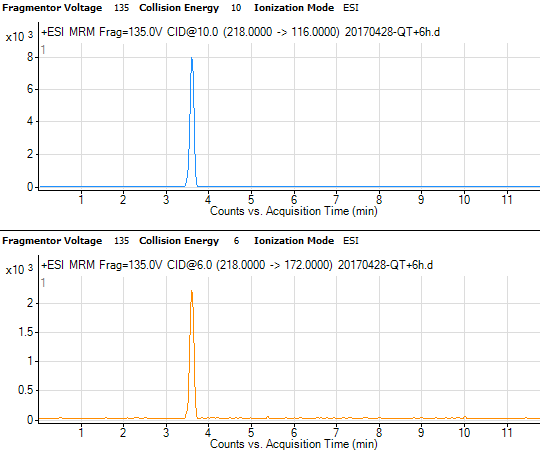 Fragmentor Voltage 135 Collision Energy 10 Ionization Mode ESI
x10 3 +ESI MRM Frag=135.0V CID@10.0 (218.0000 -> 116.0000) 20170428-QT+6h.d
1
8
6
4
2
0
1 2 3 4 5 6 7 8 9 10 11
Counts vs. Acquisition Time (min)
Fragmentor Voltage 135 Collision Energy 6 Ionization Mode ESI
x10 3 +ESI MRM Frag=135.0V CID@6.0 (218.0000 -> 172.0000) 20170428-QT+6h.d
1
2
1.5
1
0.5
0
1 2 3 4 5 6 7 8 9 10 11
Counts vs. Acquisition Time (min)